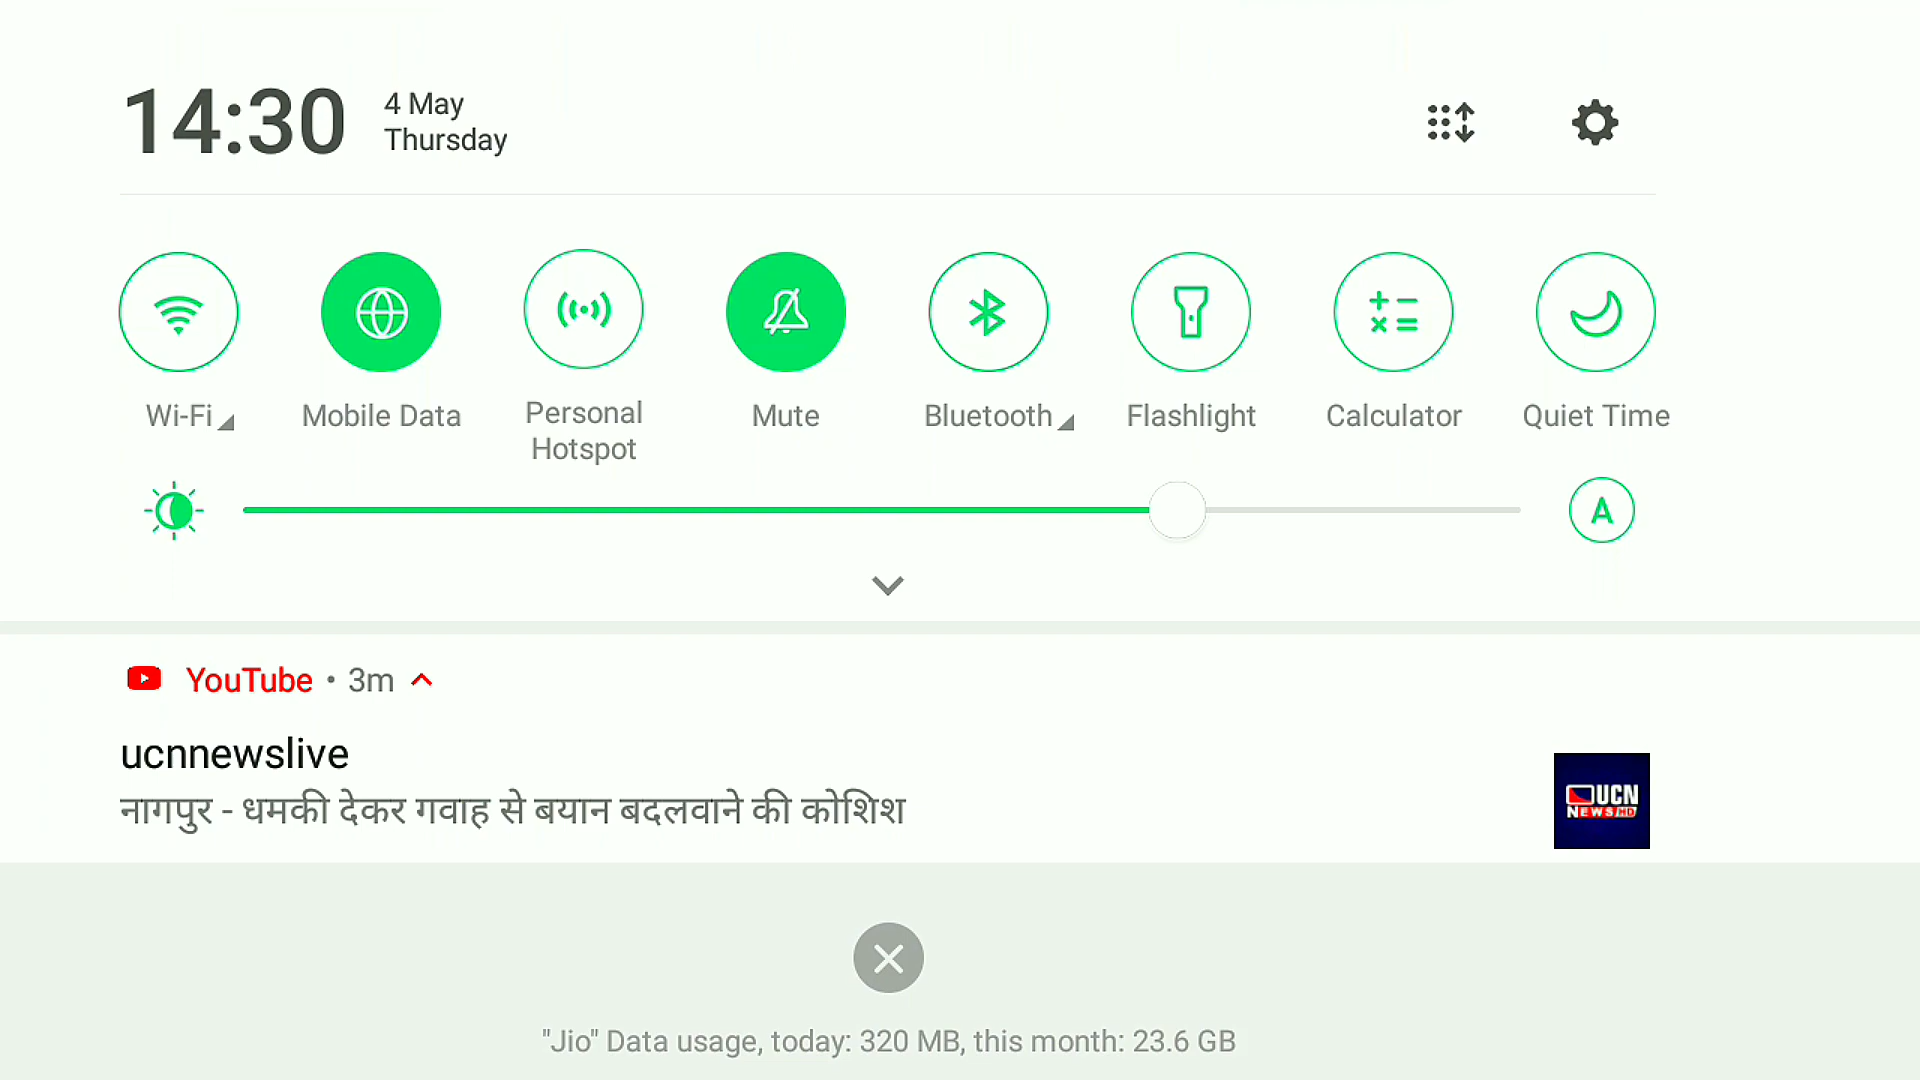 14:30
4 May
Thursday
Wi-Fi
Mobile Data
Personal
Hotspot
Mute
Bluetooth
Flashlight
Calculator
Quiet Time
A
YouTube • 3m
ucnnewslive
नागपुर - धमकी देकर गवाह से बयान बदलवाने की कोशिश
UCN
NEWS HD
"Jio" Data usage, today: 320 MB, this month: 23.6 GB